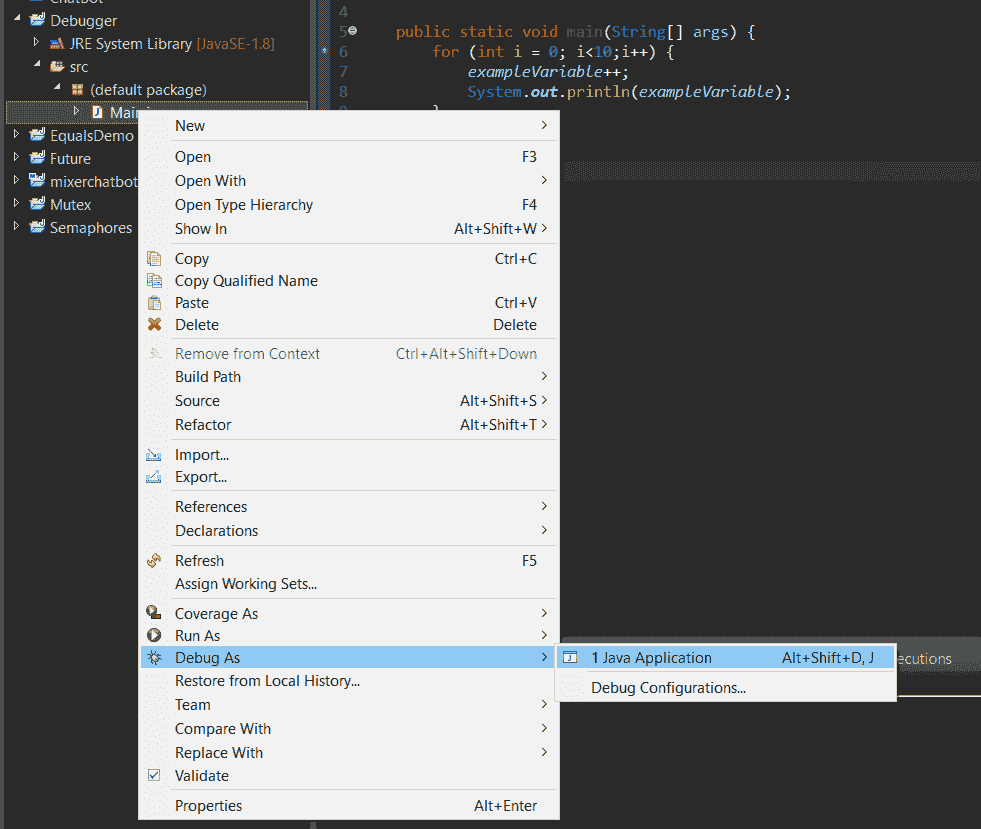 ChatBot
Debugger
JRE System Library [JavaSE-1.8]
src
(default package)
Main
EqualsDemo
Future
mixerchatbot
Mutex
Semaphores
4
5 public static void main(String[] args) {
6 for (int i = 0; i<10;i++) {
7 exampleVariable++;
8 System.out.println(exampleVariable);
New
Open F3
Open With
Open Type Hierarchy F4
Show In Alt+Shift+W
Copy Ctrl+C
Copy Qualified Name
Paste Ctrl+V
Delete Delete
Remove from Context Ctrl+Alt+Shift+Down
Build Path
Source Alt+Shift+S
Refactor Alt+Shift+T
Import...
Export...
References
Declarations
Refresh F5
Assign Working Sets...
Coverage As
Run As
Debug As
Restore from Local History...
Team
Compare With
Replace With
Validate
Properties Alt+Enter
1 Java Application Alt+Shift+D, J
Debug Configurations...
ecutions